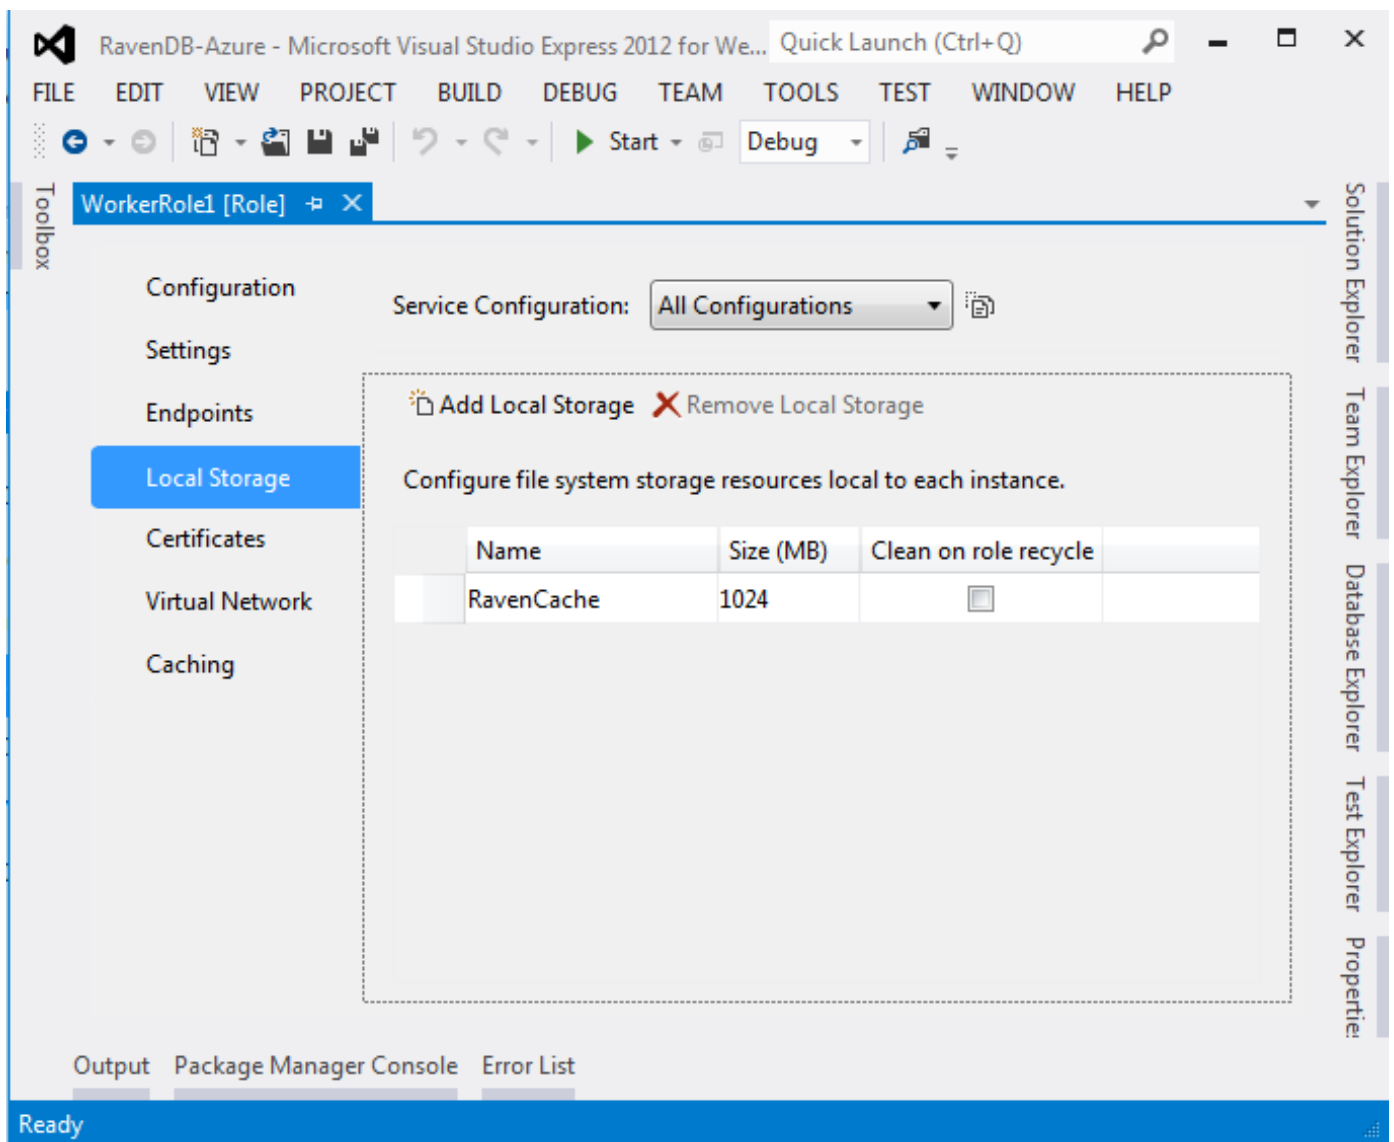 RavenDB-Azure - Microsoft Visual Studio Express 2012 for We... Quick Launch (Ctrl+Q)
FILE EDIT VIEW PROJECT BUILD DEBUG TEAM TOOLS TEST WINDOW HELP
Start Debug
Toolbox
WorkerRole1 [Role]
Configuration
Settings
Endpoints
Local Storage
Certificates
Virtual Network
Caching
Service Configuration: All Configurations
Add Local Storage Remove Local Storage
Configure file system storage resources local to each instance.
Name Size (MB) Clean on role recycle
RavenCache 1024
Solution Explorer
Team Explorer
Database Explorer
Test Explorer
Properties
Output Package Manager Console Error List
Ready